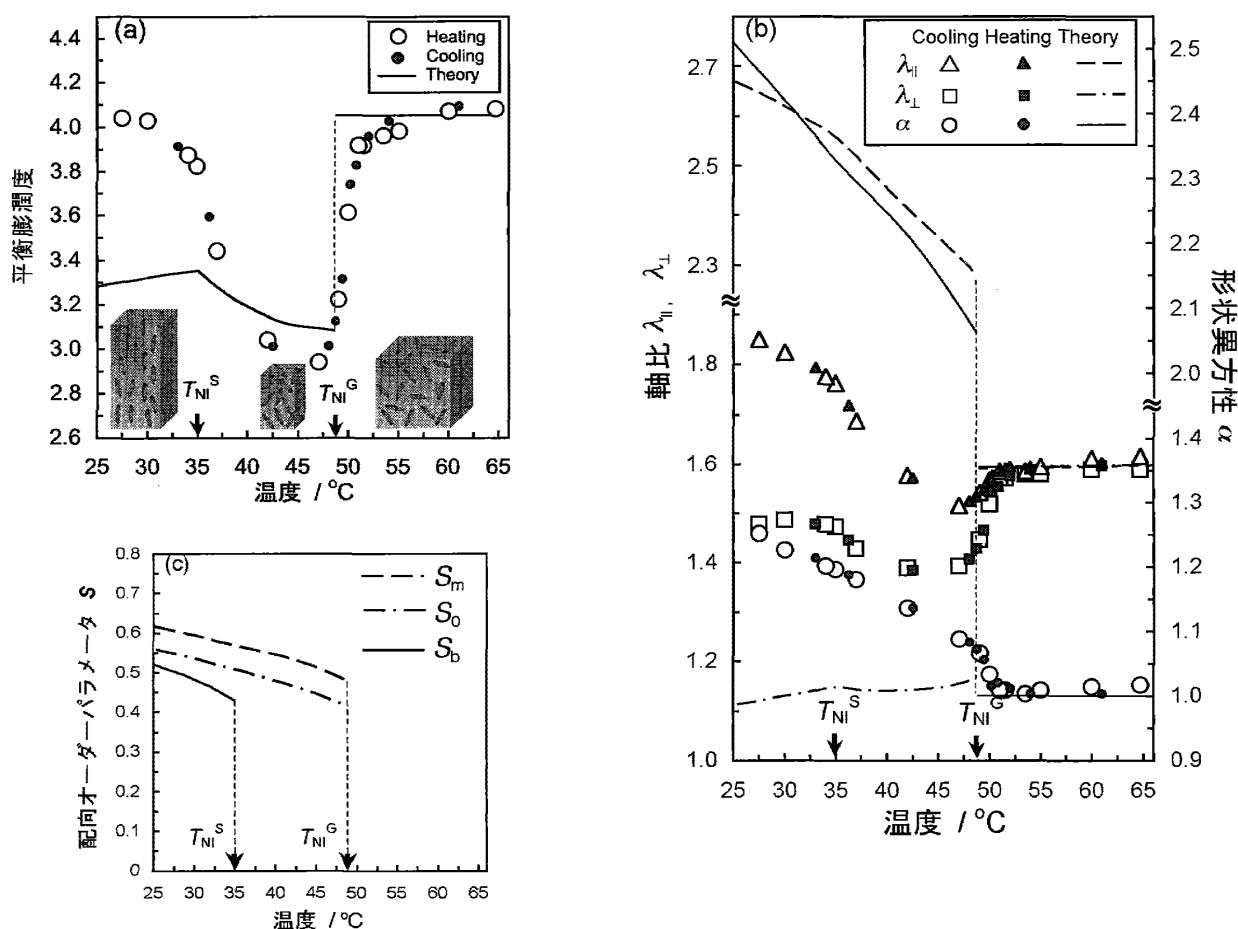 (a)
Heating
Cooling
Theory
4.4
4.2
4.0
3.8
3.6
3.4
3.2
3.0
2.8
2.6
平衡膨潤度
T_NI^S
T_NI^G
25 35 45 55 65
温度 / °C
(b)
Cooling Heating Theory
λ∥
λ⊥
α
2.7
2.5
2.3
1.8
1.6
1.4
1.2
1.0
軸比 λ∥, λ⊥
2.5
2.4
2.3
2.2
2.1
2.0
1.4
1.3
1.2
1.1
1.0
0.9
形状異方性 α
T_NI^S
T_NI^G
25 30 35 40 45 50 55 60 65
温度 / °C
(c)
S_m
S_o
S_b
0.8
0.7
0.6
0.5
0.4
0.3
0.2
0.1
0
配向オーダーパラメータ S
T_NI^S
T_NI^G
25 30 35 40 45 50 55 60 65
温度 / °C